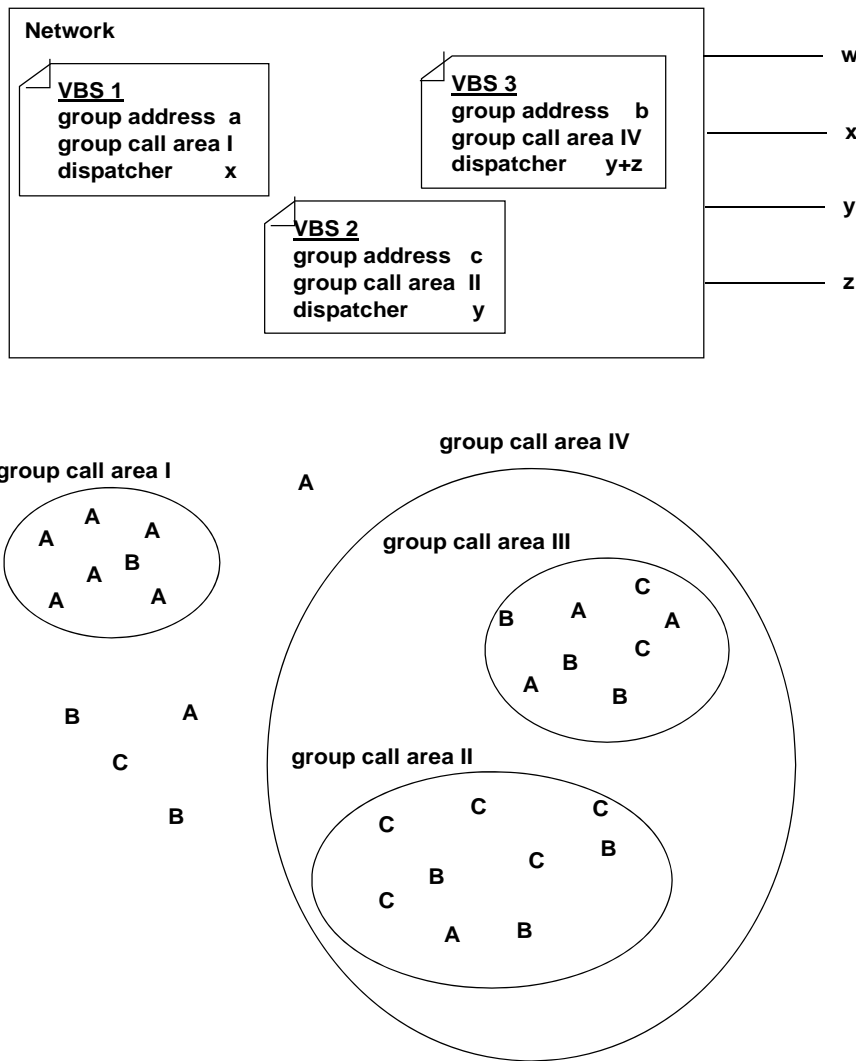 Network
VBS 1
group address a
group call area I
dispatcher x
VBS 3
group address b
group call area IV
dispatcher y+z
VBS 2
group address c
group call area II
dispatcher y
w
x
y
z
group call area I
A
A
A
A
B
A
A
A
B
A
C
B
group call area IV
group call area III
C
B
A
A
C
B
A
B
group call area II
C
C
C
B
C
B
C
A
B